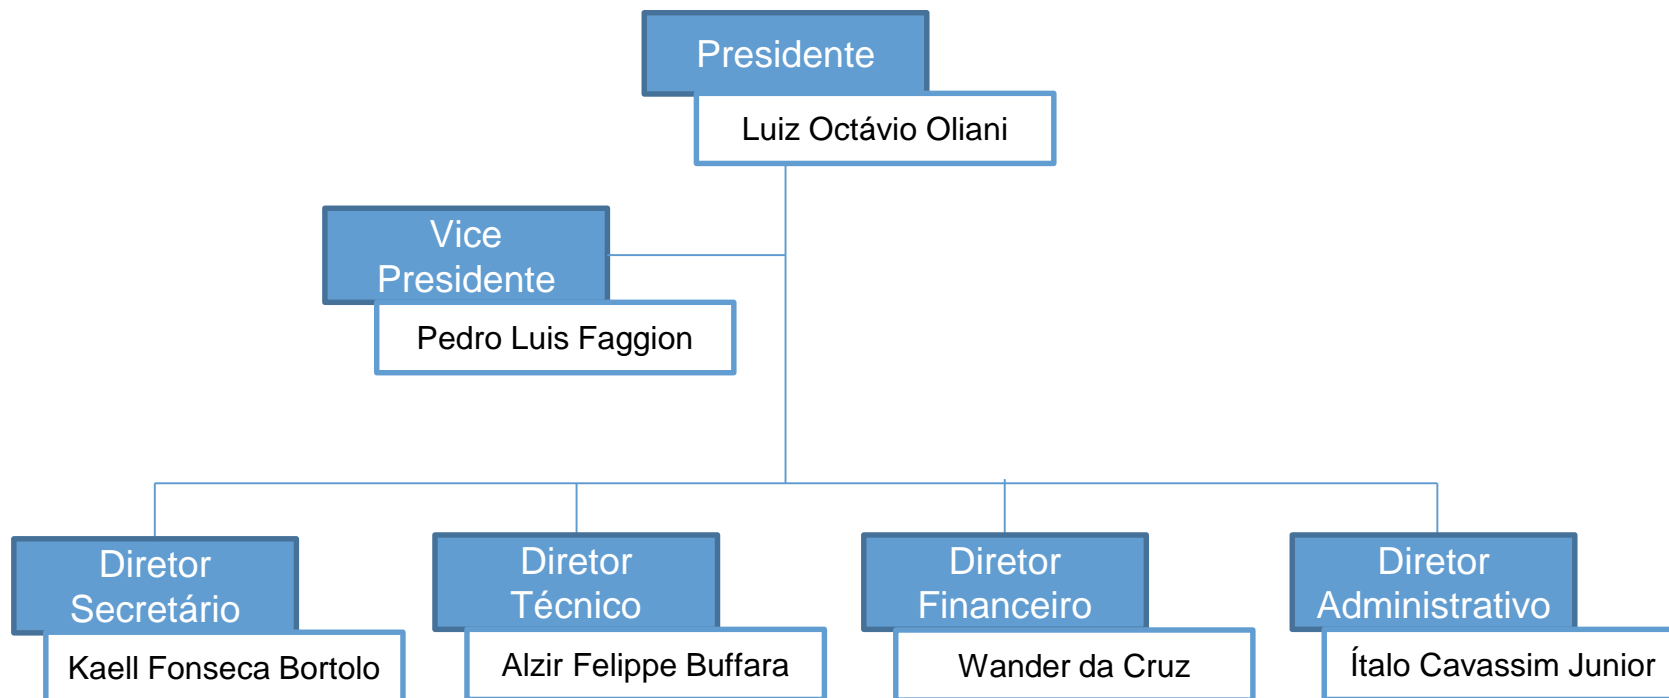 Presidente
Luiz Octávio Oliani
Vice
Presidente
Pedro Luis Faggion
Diretor
Secretário
Kaell Fonseca Bortolo
Diretor
Técnico
Alzir Felippe Buffara
Diretor
Financeiro
Wander da Cruz
Diretor
Administrativo
Ítalo Cavassim Junior